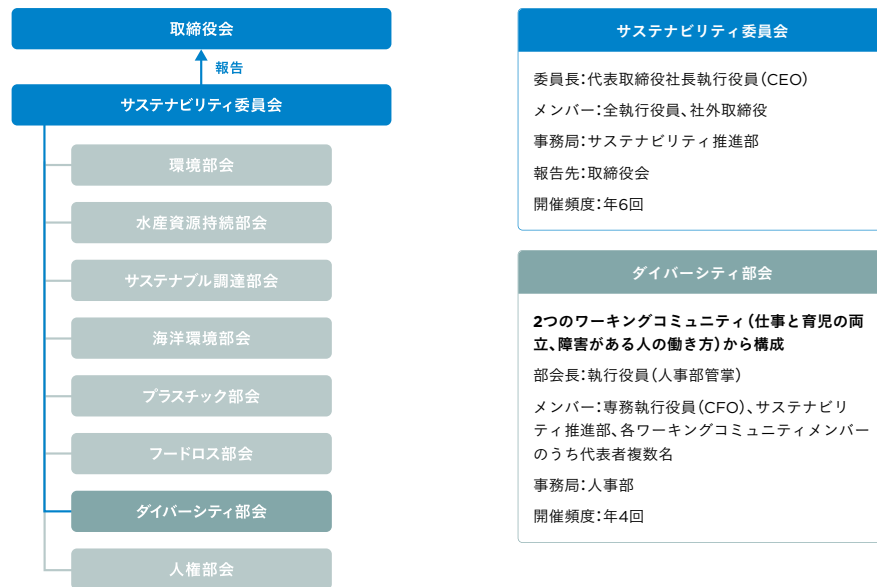 取締役会
報告
サステナビリティ委員会
環境部会
水産資源持続部会
サステナブル調達部会
海洋環境部会
プラスチック部会
フードロス部会
ダイバーシティ部会
人権部会
サステナビリティ委員会
委員長:代表取締役社長執行役員(CEO)
メンバー:全執行役員、社外取締役
事務局:サステナビリティ推進部
報告先:取締役会
開催頻度:年6回
ダイバーシティ部会
2つのワーキングコミュニティ(仕事と育児の両
立、障害がある人の働き方)から構成
部会長:執行役員(人事部管掌)
メンバー:専務執行役員(CFO)、サステナビリ
ティ推進部、各ワーキングコミュニティメンバー
のうち代表者複数名
事務局:人事部
開催頻度:年4回